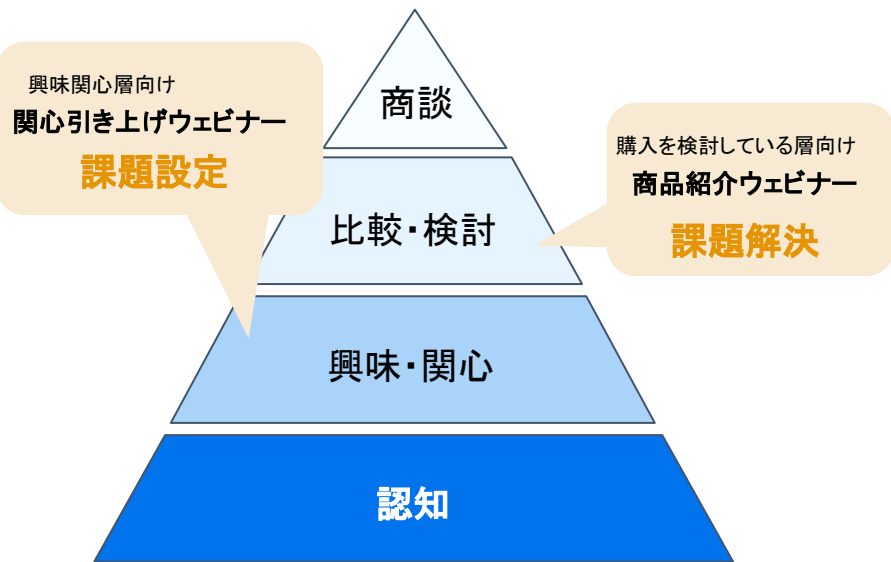 商談
興味関心層向け
関心引き上げウェビナー
課題設定
購入を検討している層向け
商品紹介ウェビナー
課題解決
比較・検討
興味・関心
認知